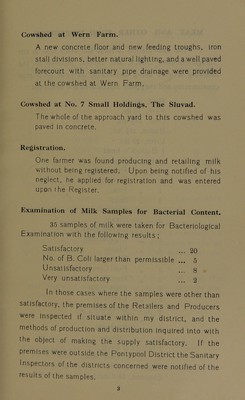 Cowshed at Wern Farm.
A new concrete floor and new feeding troughs, iron
stall divisions, better natural lighting, and a well paved
forecourt with sanitary pipe drainage were provided
at the cowshed at Wern Farm.
Cowshed at No. 7 Small Holdings, The Sluvad.
The whole of the approach yard to this cowshed was
paved in concrete.
Registration.
One farmer was found producing and retailing milk
without being registered. Upon being notified of his
neglect, he applied for registration and was entered
upon the Register.
Examination of Milk Samples for Bacterial Content.
35 samples of milk were taken for Bacteriological
Examination with the following results;
Satisfactory ... 20
No. of B. Coli larger than permissible ... 5
Unsatisfactory ... 8
Very unsatisfactory ... 2
In those cases where the samples were other than
satisfactory, the premises of the Retailers and Producers
were inspected if situate within my district, and the
methods of production and distribution inquired into with
the object of making the supply satisfactory. If the
premises were outside the Pontypool District the Sanitary
Inspectors of the districts concerned were notified of the
results of the samples.
8